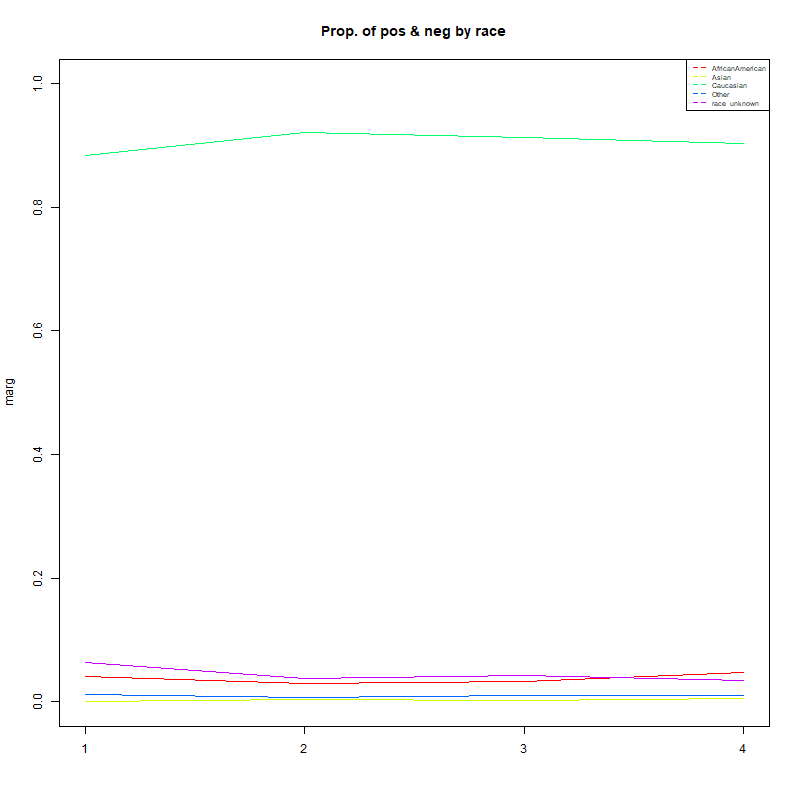 Prop. of pos & neg by race
AfricanAmerican
Asian
Caucasian
Other
race_unknown
1.0
0.8
0.6
0.4
0.2
0.0
marg
1 2 3 4